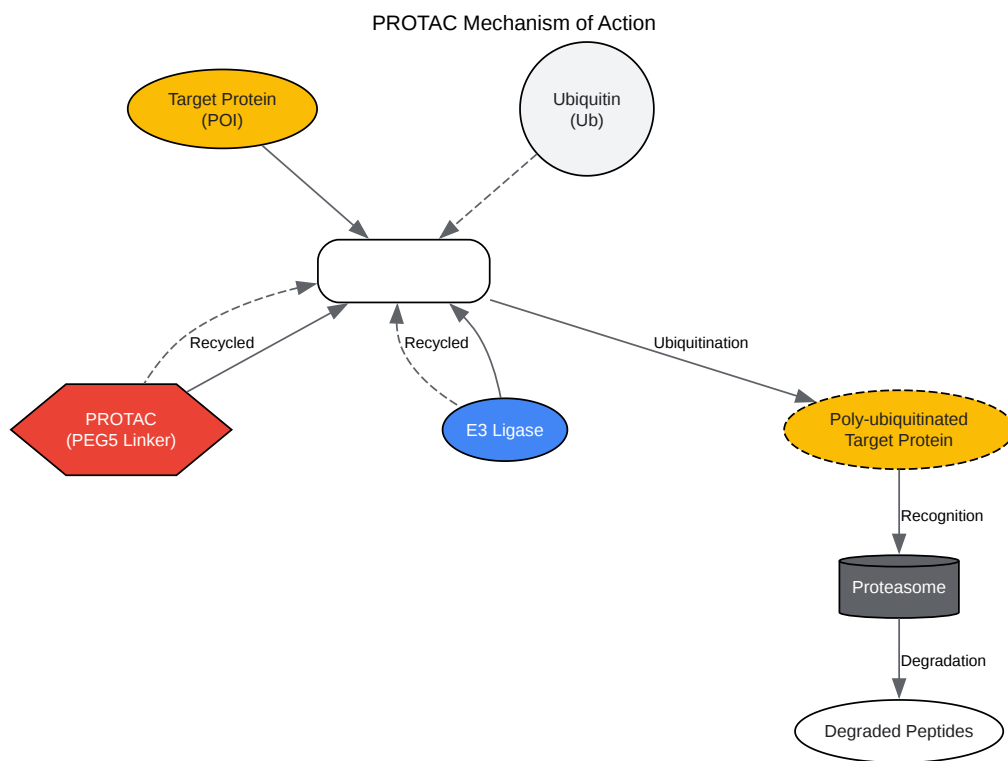 PROTAC Mechanism of Action
Target Protein
(POI)
Ubiquitin
(Ub)
Recycled
Recycled
Ubiquitination
PROTAC
(PEG5 Linker)
E3 Ligase
Poly-ubiquitinated
Target Protein
Recognition
Proteasome
Degradation
Degraded Peptides